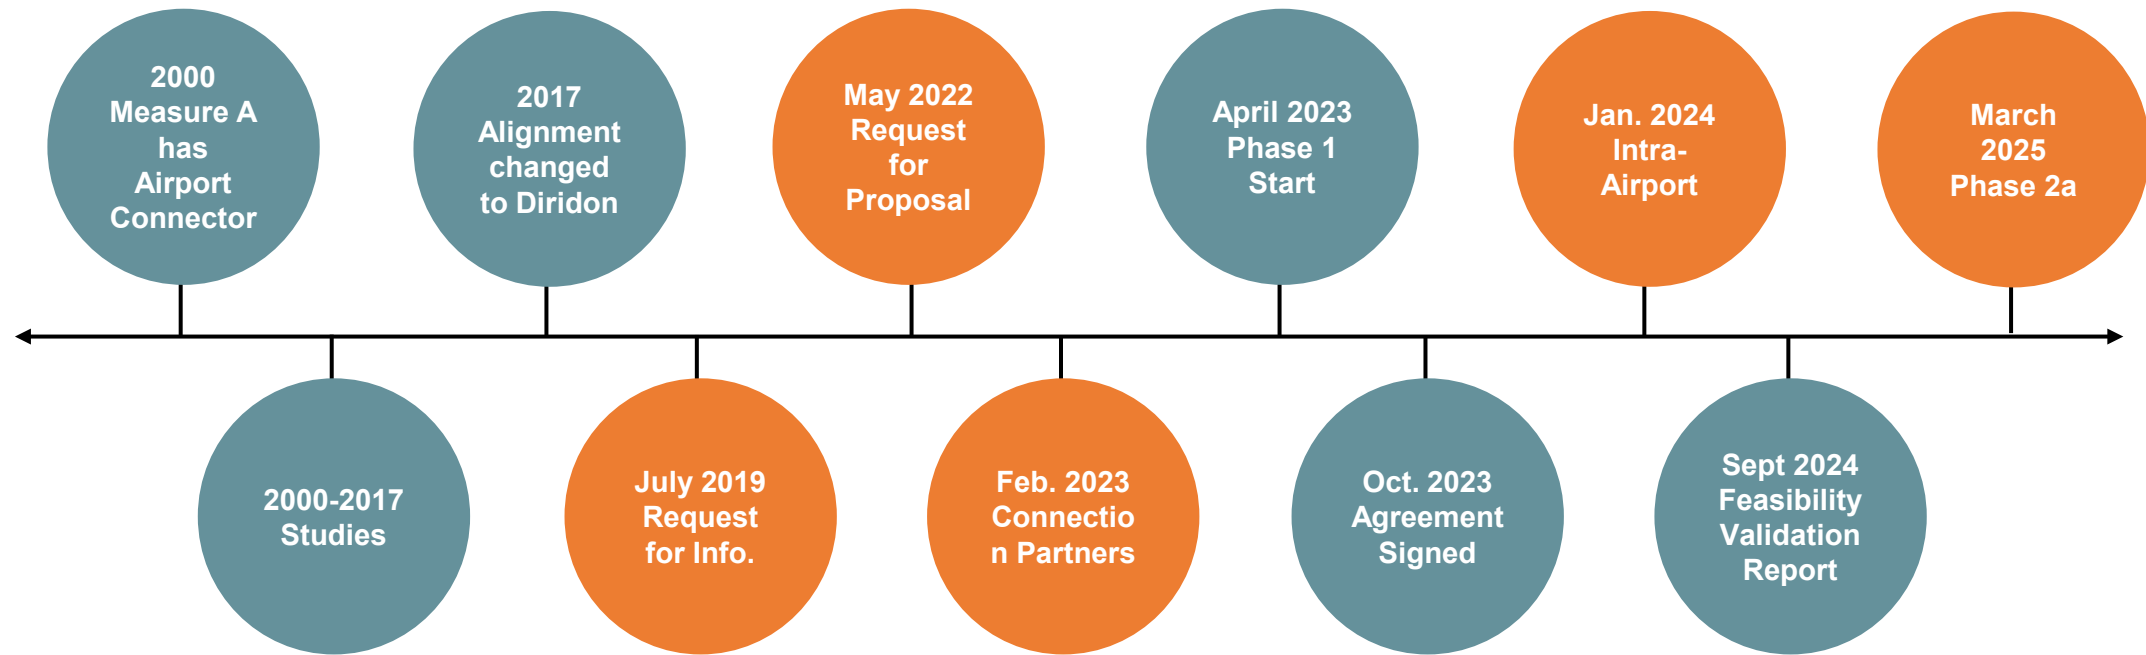 2000
Measure A
has
Airport
Connector
2000-2017
Studies
2017
Alignment
changed
to Diridon
July 2019
Request
for Info.
May 2022
Request
for
Proposal
Feb. 2023
Connectio
n Partners
April 2023
Phase 1
Start
Oct. 2023
Agreement
Signed
Jan. 2024
Intra-
Airport
Sept 2024
Feasibility
Validation
Report
March
2025
Phase 2a